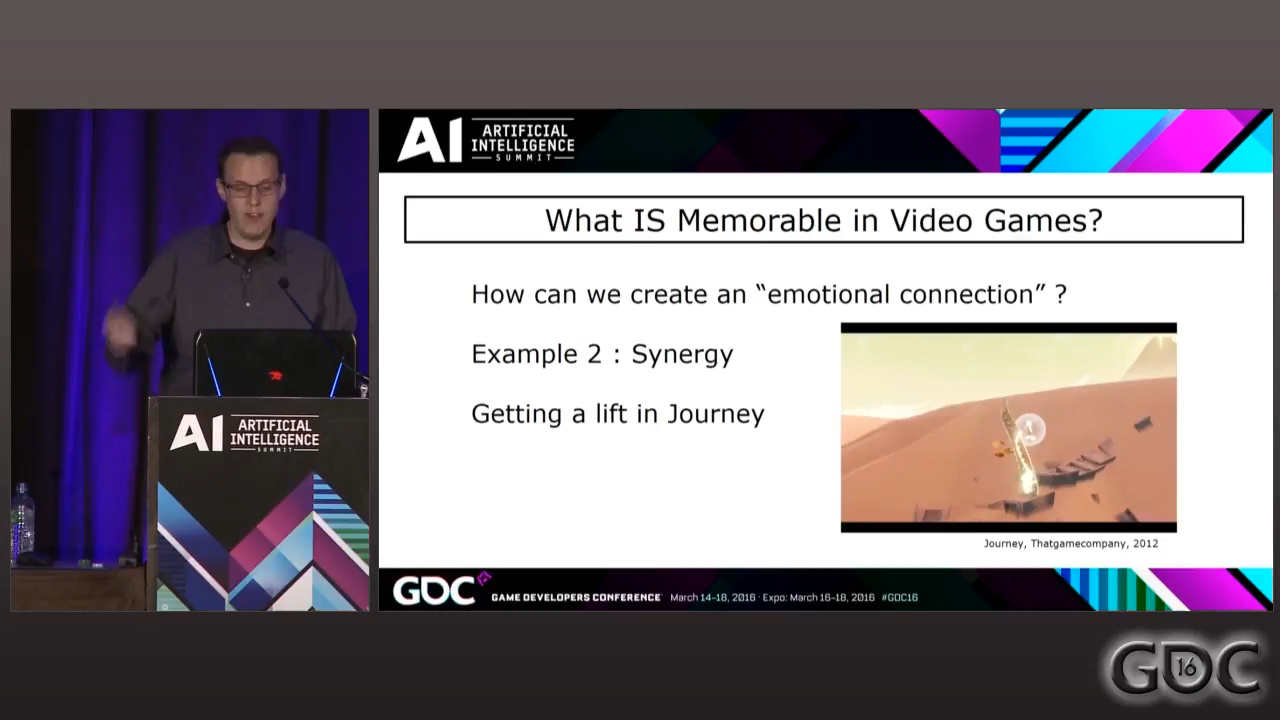 AI ARTIFICIAL
INTELLIGENCE
SUMMIT
What IS Memorable in Video Games?
How can we create an “emotional connection” ?
Example 2 : Synergy
Getting a lift in Journey
Journey, Thatgamecompany, 2012
AI ARTIFICIAL
INTELLIGENCE
SUMMIT
GDC GAME DEVELOPERS CONFERENCE March 14-18, 2016 · Expo: March 16-18, 2016 #GDC16
GDC 16